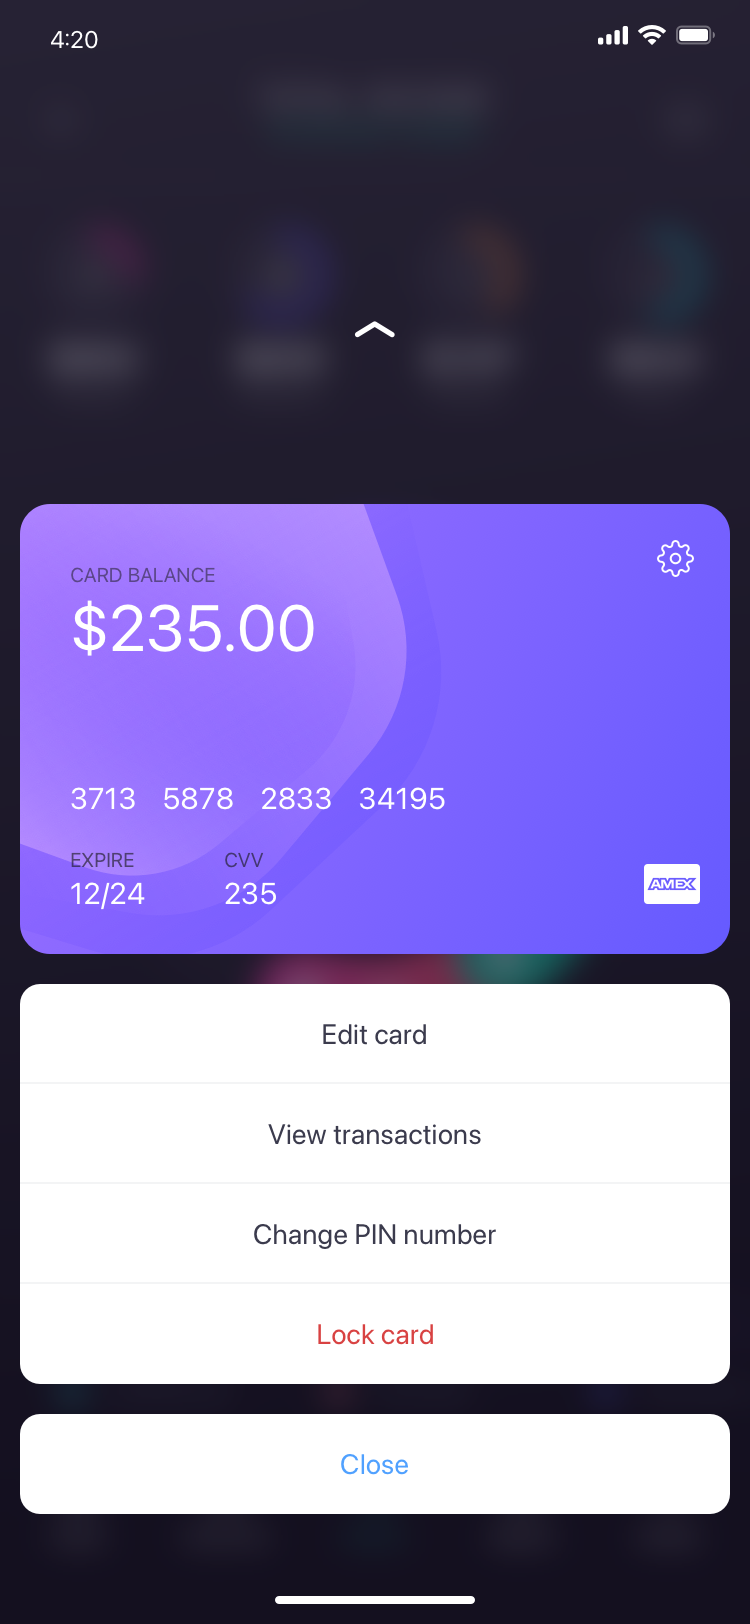 4:20
CARD BALANCE
$235.00
3713 5878 2833 34195
EXPIRE CVV
12/24 235
AMEX
Edit card
View transactions
Change PIN number
Lock card
Close